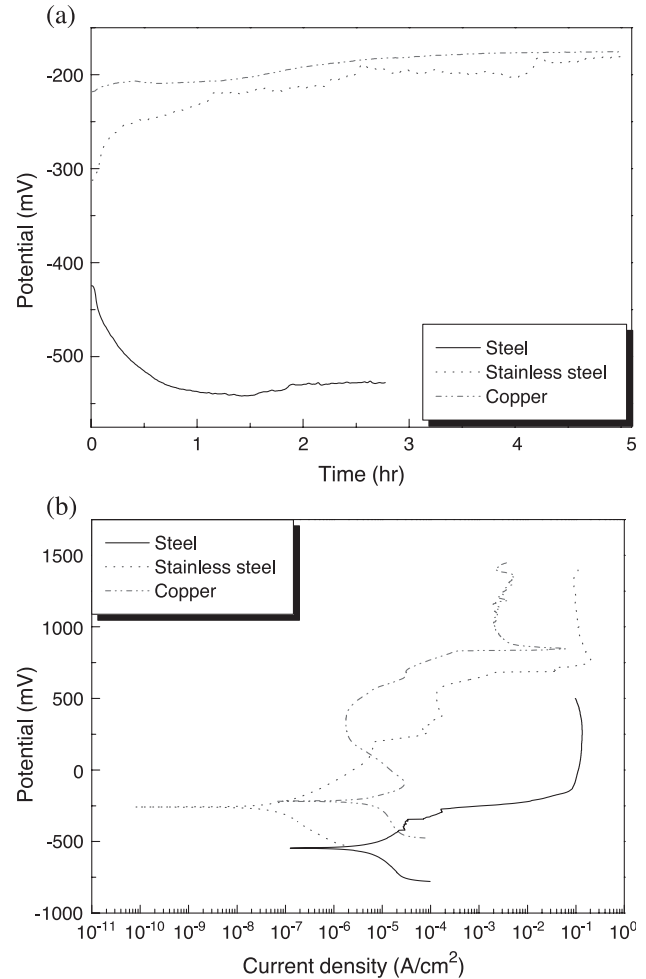 (a)
-200
-300
-400
-500
Potential (mV)
Steel
Stainless steel
Copper
0 1 2 3 4 5
Time (hr)
(b)
Steel
Stainless steel
Copper
1500
1000
500
0
-500
-1000
Potential (mV)
10⁻¹¹ 10⁻¹⁰ 10⁻⁹ 10⁻⁸ 10⁻⁷ 10⁻⁶ 10⁻⁵ 10⁻⁴ 10⁻³ 10⁻² 10⁻¹ 10⁰
Current density (A/cm²)